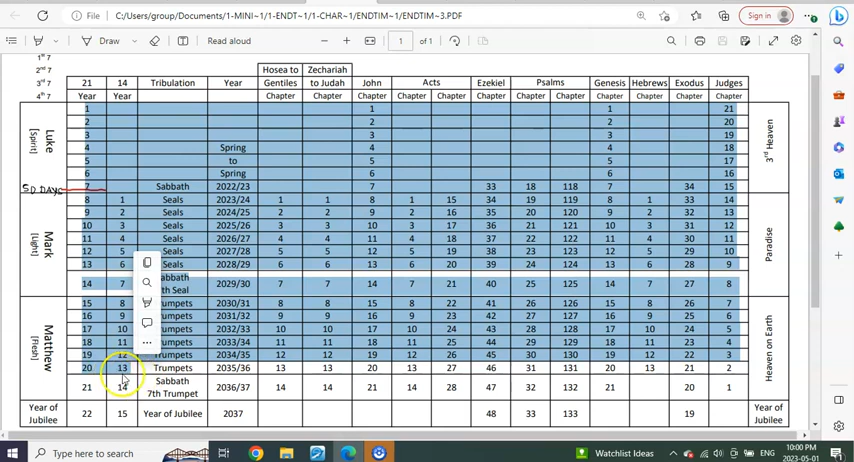 File
C:/Users/group/Documents/1-MINI~1/1-ENDT~1/1-CHAR~1/ENDTIM~1/ENDTIM~3.PDF
Sign in
Draw
Read aloud
1
of 1
1st 7
2nd 7
3rd 7
4th 7
21 14 Tribulation Year Hosea to Gentiles Zechariah to Judah John Acts Ezekiel Psalms Genesis Hebrews Exodus Judges
Year Year Chapter Chapter Chapter Chapter Chapter Chapter Chapter Chapter Chapter Chapter Chapter Chapter
Luke
[Spirit]
1 1 1 21
2 2 2 20
3 3 3 19
4 Spring 4 4 18
5 to 5 5 17
6 Spring 6 6 16
3rd Heaven
50 DAYS
7 Sabbath 2022/23 7 33 18 118 7 34 15
Mark
[Light]
8 1 Seals 2023/24 1 1 8 1 15 34 19 119 8 1 33 14
9 2 Seals 2024/25 2 2 9 2 16 35 20 120 9 2 32 13
10 3 Seals 2025/26 3 3 10 3 17 36 21 121 10 3 31 12
11 4 Seals 2026/27 4 4 11 4 18 37 22 122 11 4 30 11
12 5 Seals 2027/28 5 5 12 5 19 38 23 123 12 5 29 10
13 6 Seals 2028/29 6 6 13 6 20 39 24 124 13 6 28 9
14 7 abbath th Seal 2029/30 7 7 14 7 21 40 25 125 14 7 27 8
Paradise
Matthew
[Flesh]
15 8 umpets 2030/31 8 8 15 8 22 41 26 126 15 8 26 7
16 9 umpets 2031/32 9 9 16 9 23 42 27 127 16 9 25 6
17 10 umpets 2032/33 10 10 17 10 24 43 28 128 17 10 24 5
18 11 umpets 2033/34 11 11 18 11 25 44 29 129 18 11 23 4
19 12 umpets 2034/35 12 12 19 12 26 45 30 130 19 12 22 3
20 13 Trumpets 2035/36 13 13 20 13 27 46 31 131 20 13 21 2
21 14 Sabbath 7th Trumpet 2036/37 14 14 21 14 28 47 32 132 21 20 1
Heaven on Earth
Year of Jubilee 22 15 Year of Jubilee 2037 48 33 133 19 Year of Jubilee
Type here to search
Watchlist Ideas
ENG
10:00 PM
2023-05-01